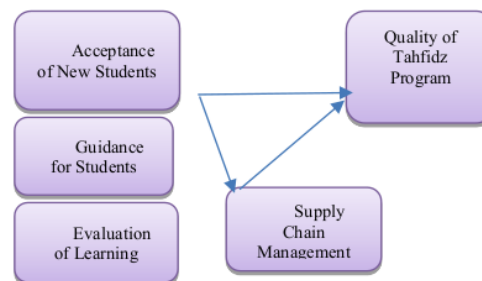 Acceptance
of New Students
Guidance
for Students
Evaluation
of Learning
Quality of
Tahfidz
Program
Supply
Chain
Management